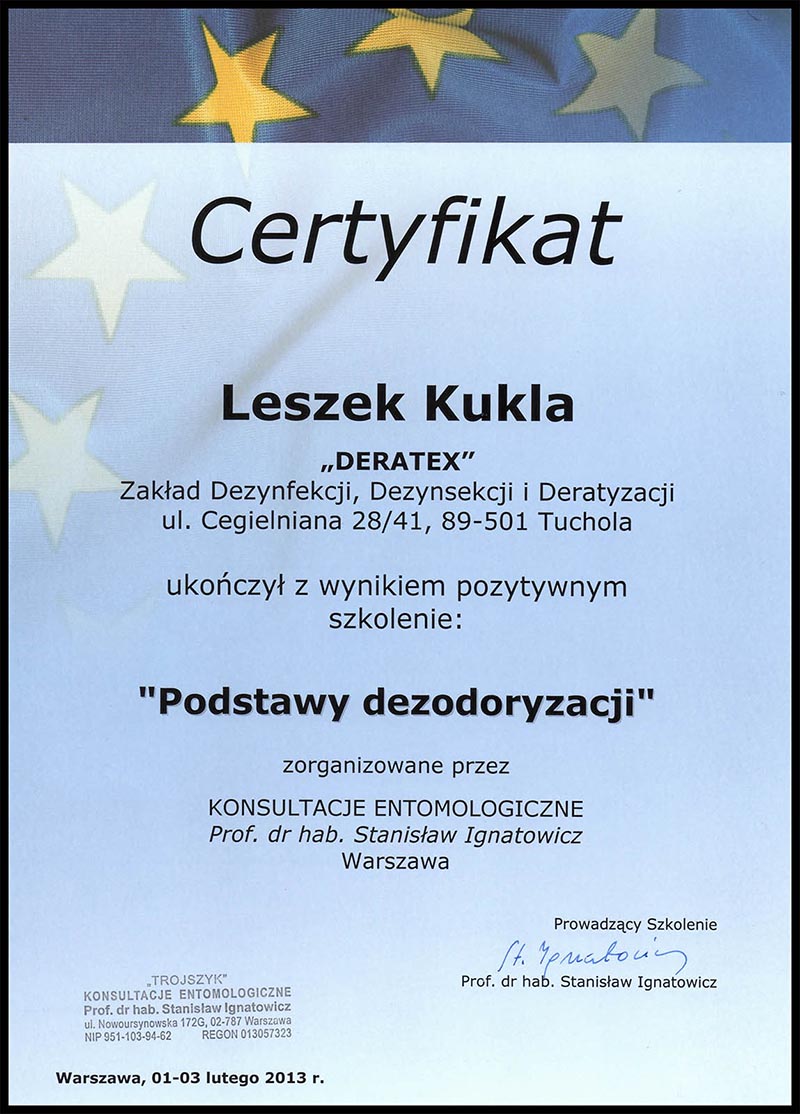 Certyfikat
Leszek Kukla
„DERATEX”
Zakład Dezynfekcji, Dezynsekcji i Deratyzacji
ul. Cegielniana 28/41, 89-501 Tuchola
ukończył z wynikiem pozytywnym
szkolenie:
"Podstawy dezodoryzacji"
zorganizowane przez
KONSULTACJE ENTOMOLOGICZNE
Prof. dr hab. Stanisław Ignatowicz
Warszawa
Prowadzący Szkolenie
St. Ignatowicz
Prof. dr hab. Stanisław Ignatowicz
„TROJSZYK”
KONSULTACJE ENTOMOLOGICZNE
Prof. dr hab. Stanisław Ignatowicz
ul. Nowoursynowska 172G, 02-787 Warszawa
NIP 951-103-94-62 REGON 013057323
Warszawa, 01-03 lutego 2013 r.